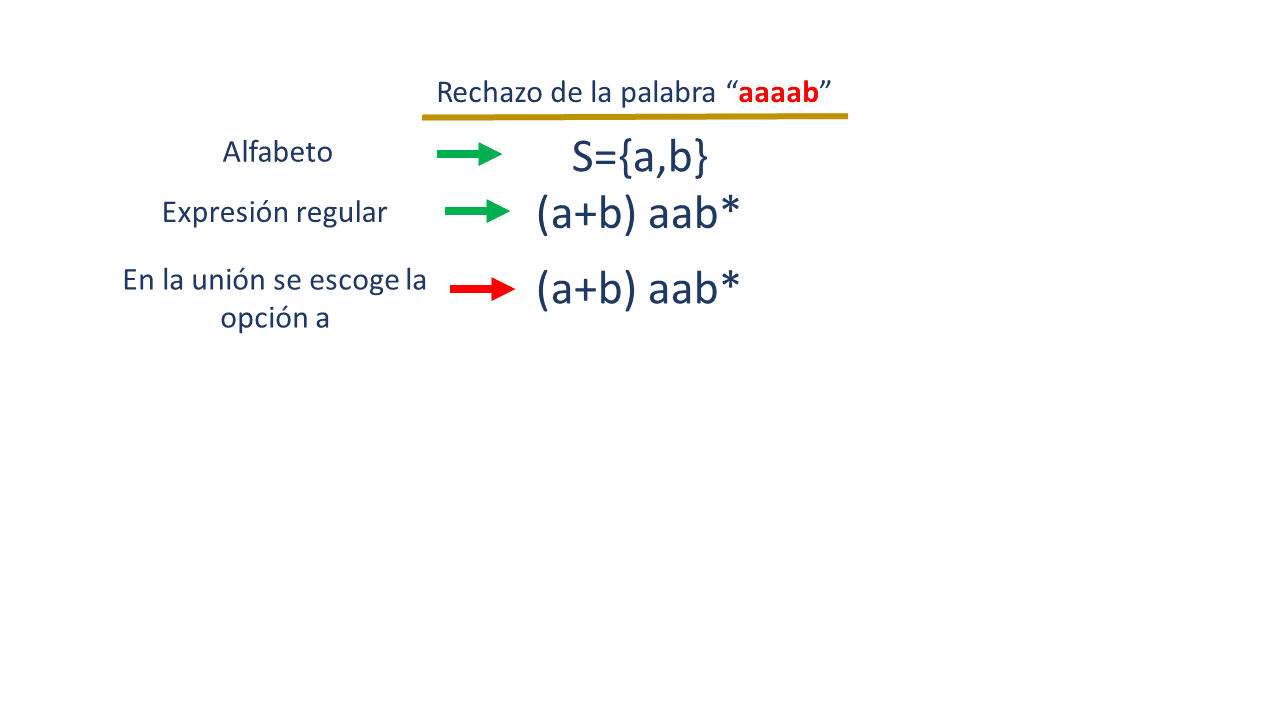 Rechazo de la palabra “aaaab”
Alfabeto
S={a,b}
Expresión regular
(a+b) aab*
En la unión se escoge la
opción a
(a+b) aab*